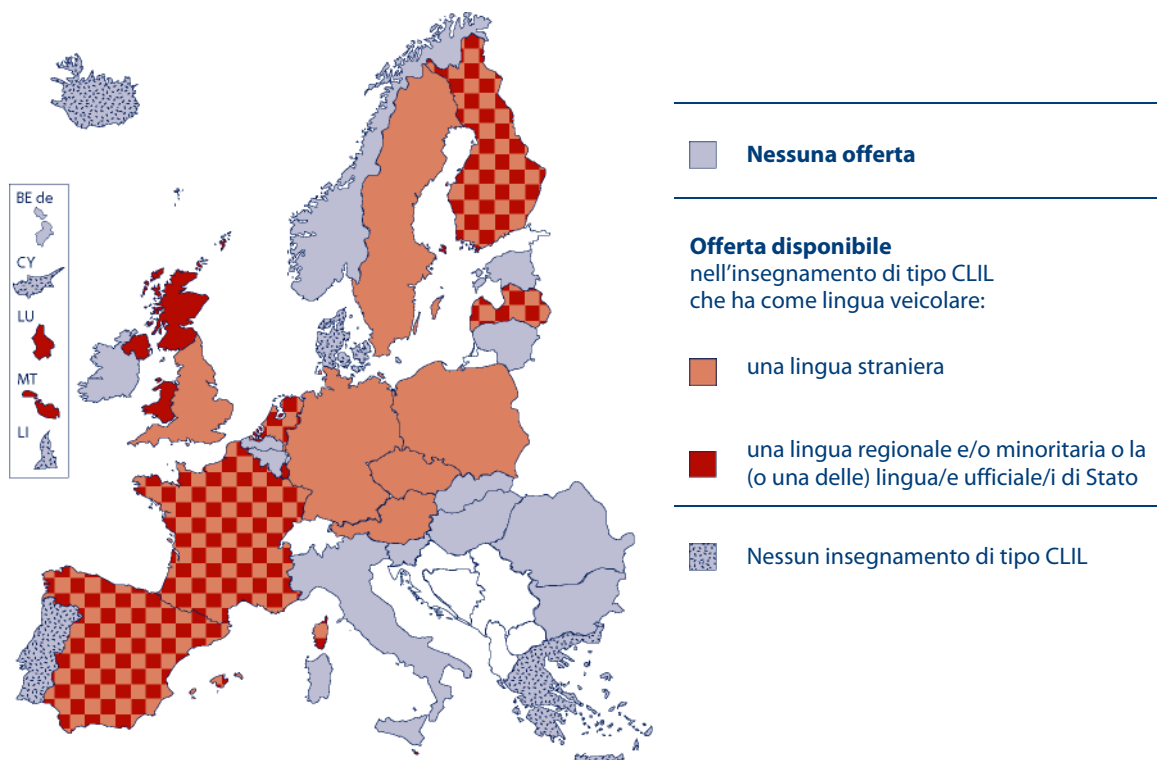 BE de
CY
LU
MT
LI
Nessuna offerta
Offerta disponibile
nell'insegnamento di tipo CLIL
che ha come lingua veicolare:
una lingua straniera
una lingua regionale e/o minoritaria o la
(o una delle) lingua/e ufficiale/i di Stato
Nessun insegnamento di tipo CLIL